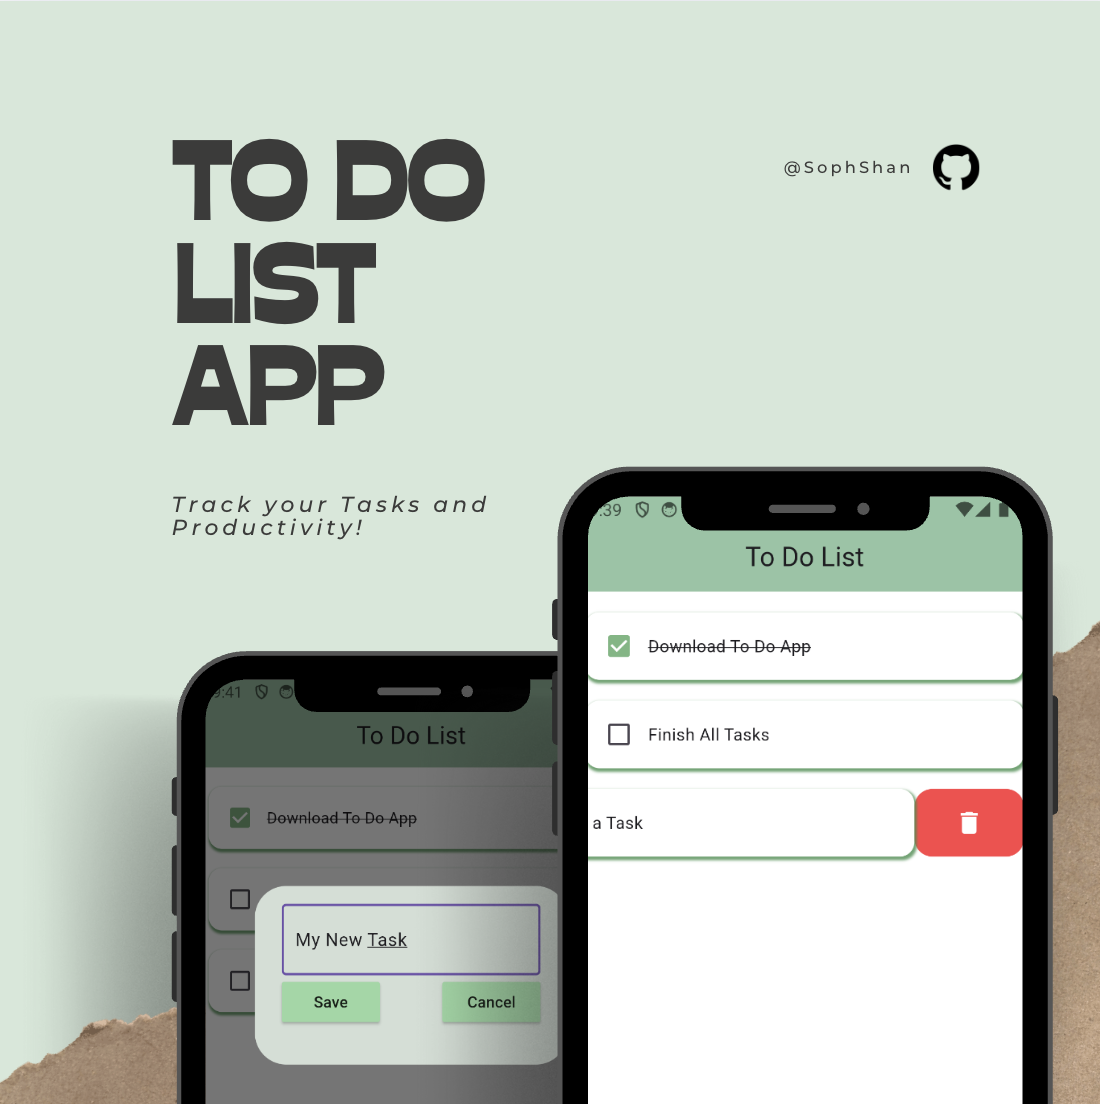 TO DO
LIST
APP
@SophShan
Track your Tasks and
Productivity!
:39
To Do List
Download To Do App
Finish All Tasks
a Task
9:41
To Do List
Download To Do App
My New Task
Save
Cancel